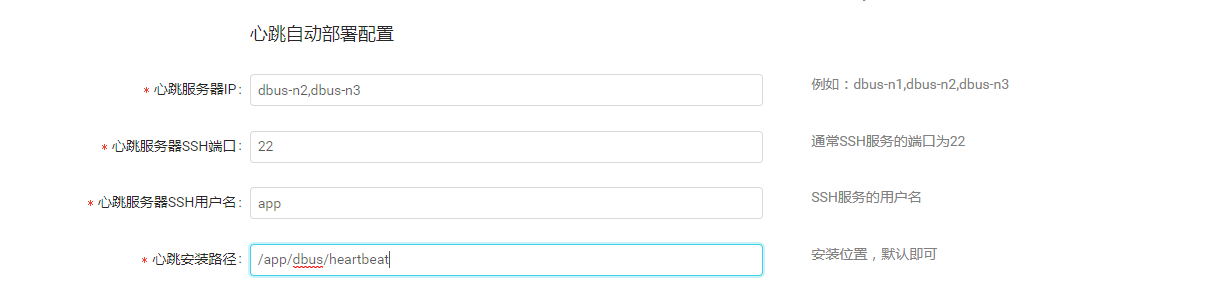 心跳自动部署配置
* 心跳服务器IP: dbus-n2,dbus-n3 例如：dbus-n1,dbus-n2,dbus-n3
* 心跳服务器SSH端口: 22 通常SSH服务的端口为22
* 心跳服务器SSH用户名: app SSH服务的用户名
* 心跳安装路径: /app/dbus/heartbeat 安装位置，默认即可